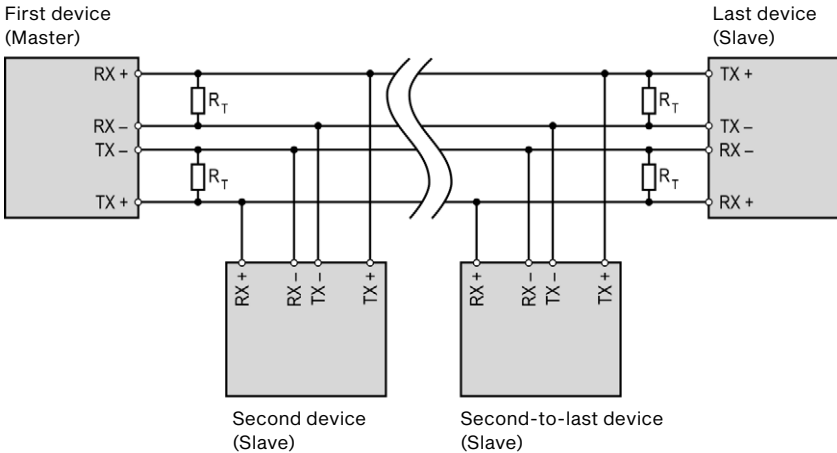 First device
(Master)
Last device
(Slave)
RX +
RX –
TX –
TX +
R_T
R_T
R_T
R_T
TX +
TX –
RX –
RX +
RX +
RX –
TX –
TX +
RX +
RX –
TX –
TX +
Second device
(Slave)
Second-to-last device
(Slave)